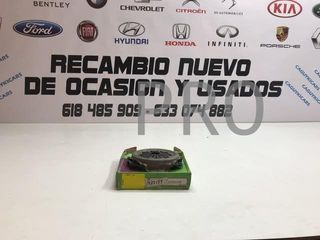 BENTLEY
CHEVROLET
CITROËN
KIA
Ford
FIAT
HYUNDAI
HONDA
INFINITI
PORSCHE
RECAMBIO NUEVO
DE OCASION Y USADOS
618 485 909 - 633 074 882
PRO